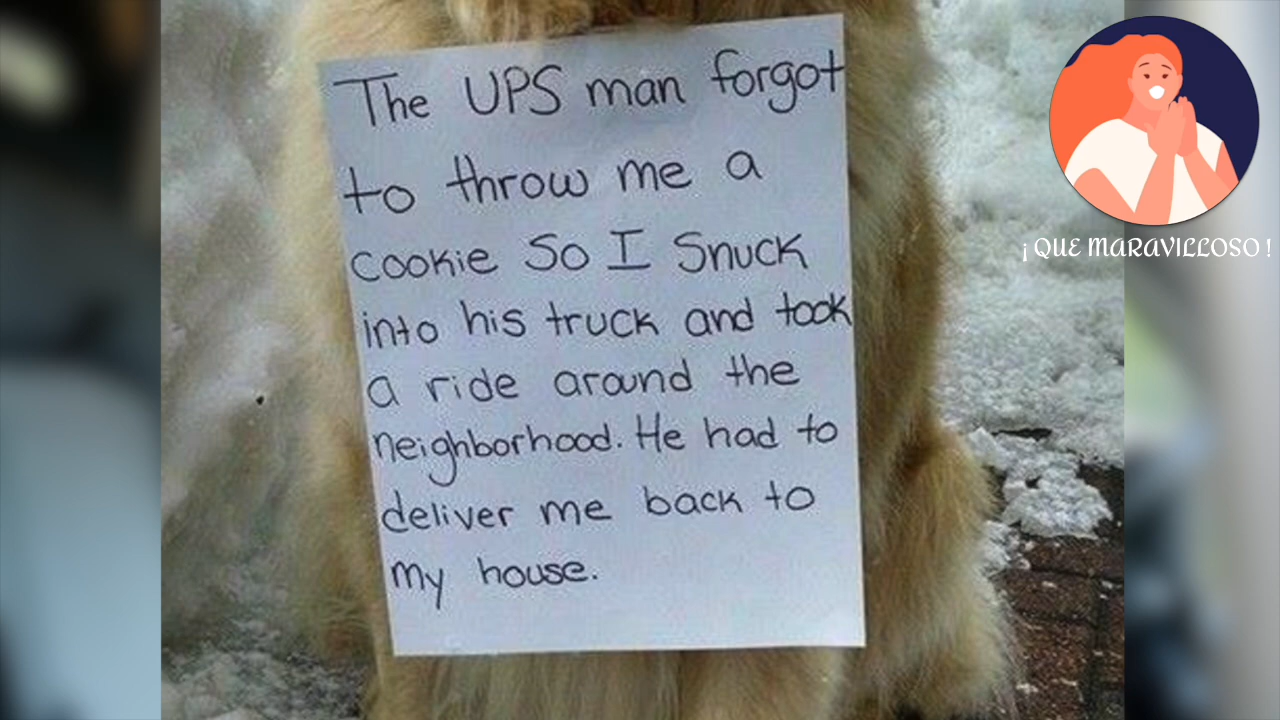 The UPS man forgot
to throw me a
cookie so I snuck
into his truck and took
a ride around the
neighborhood. He had to
deliver me back to
my house.
¡ QUE MARAVILLOSO !